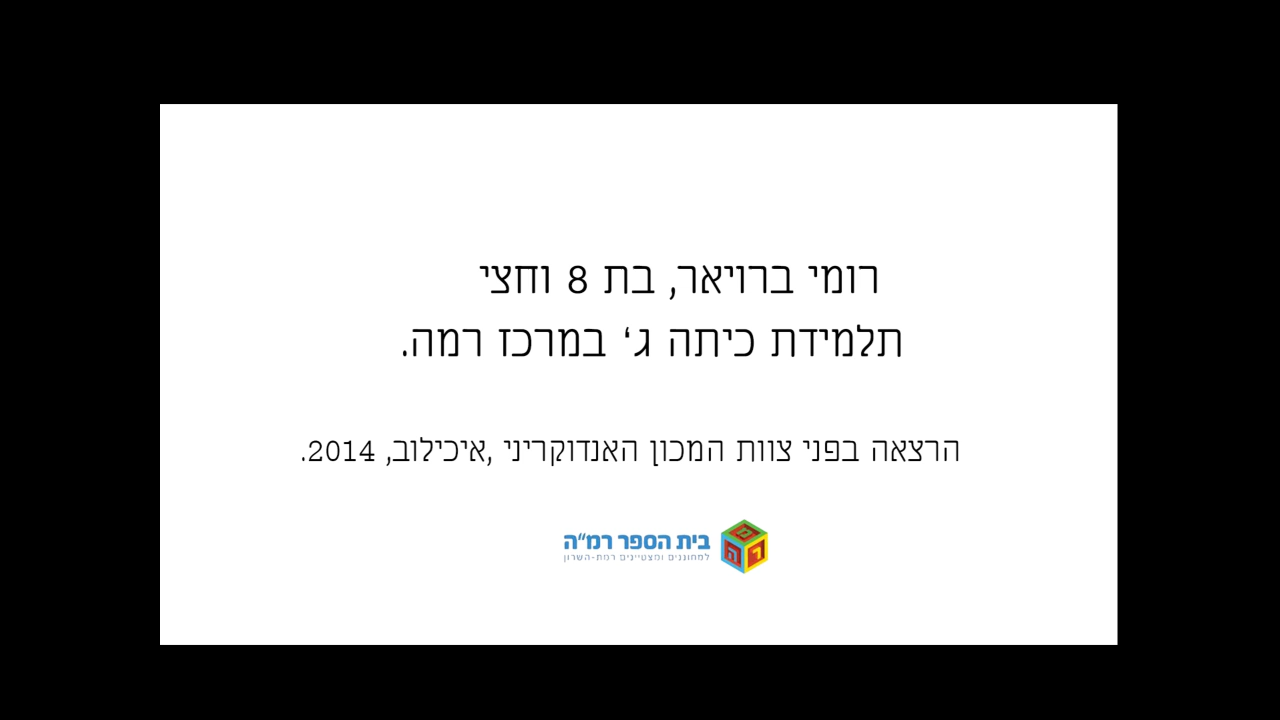 רומי ברויאר, בת 8 וחצי
תלמידת כיתה ג' במרכז רמה.
הרצאה בפני צוות המכון האנדוקריני ,איכילוב, 2014.
בית הספר רמ"ה
למחוננים ומצטיינים רמת-השרון
מ
ר
ה